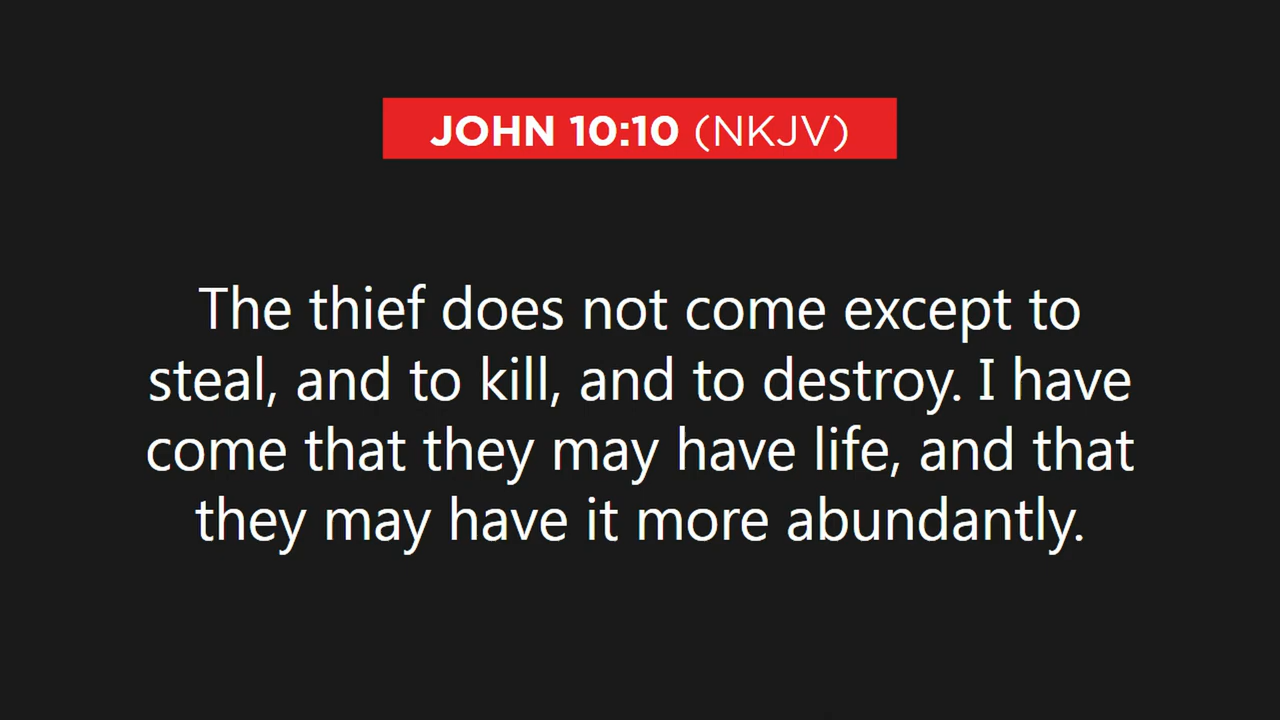 JOHN 10:10 (NKJV)
The thief does not come except to
steal, and to kill, and to destroy. I have
come that they may have life, and that
they may have it more abundantly.